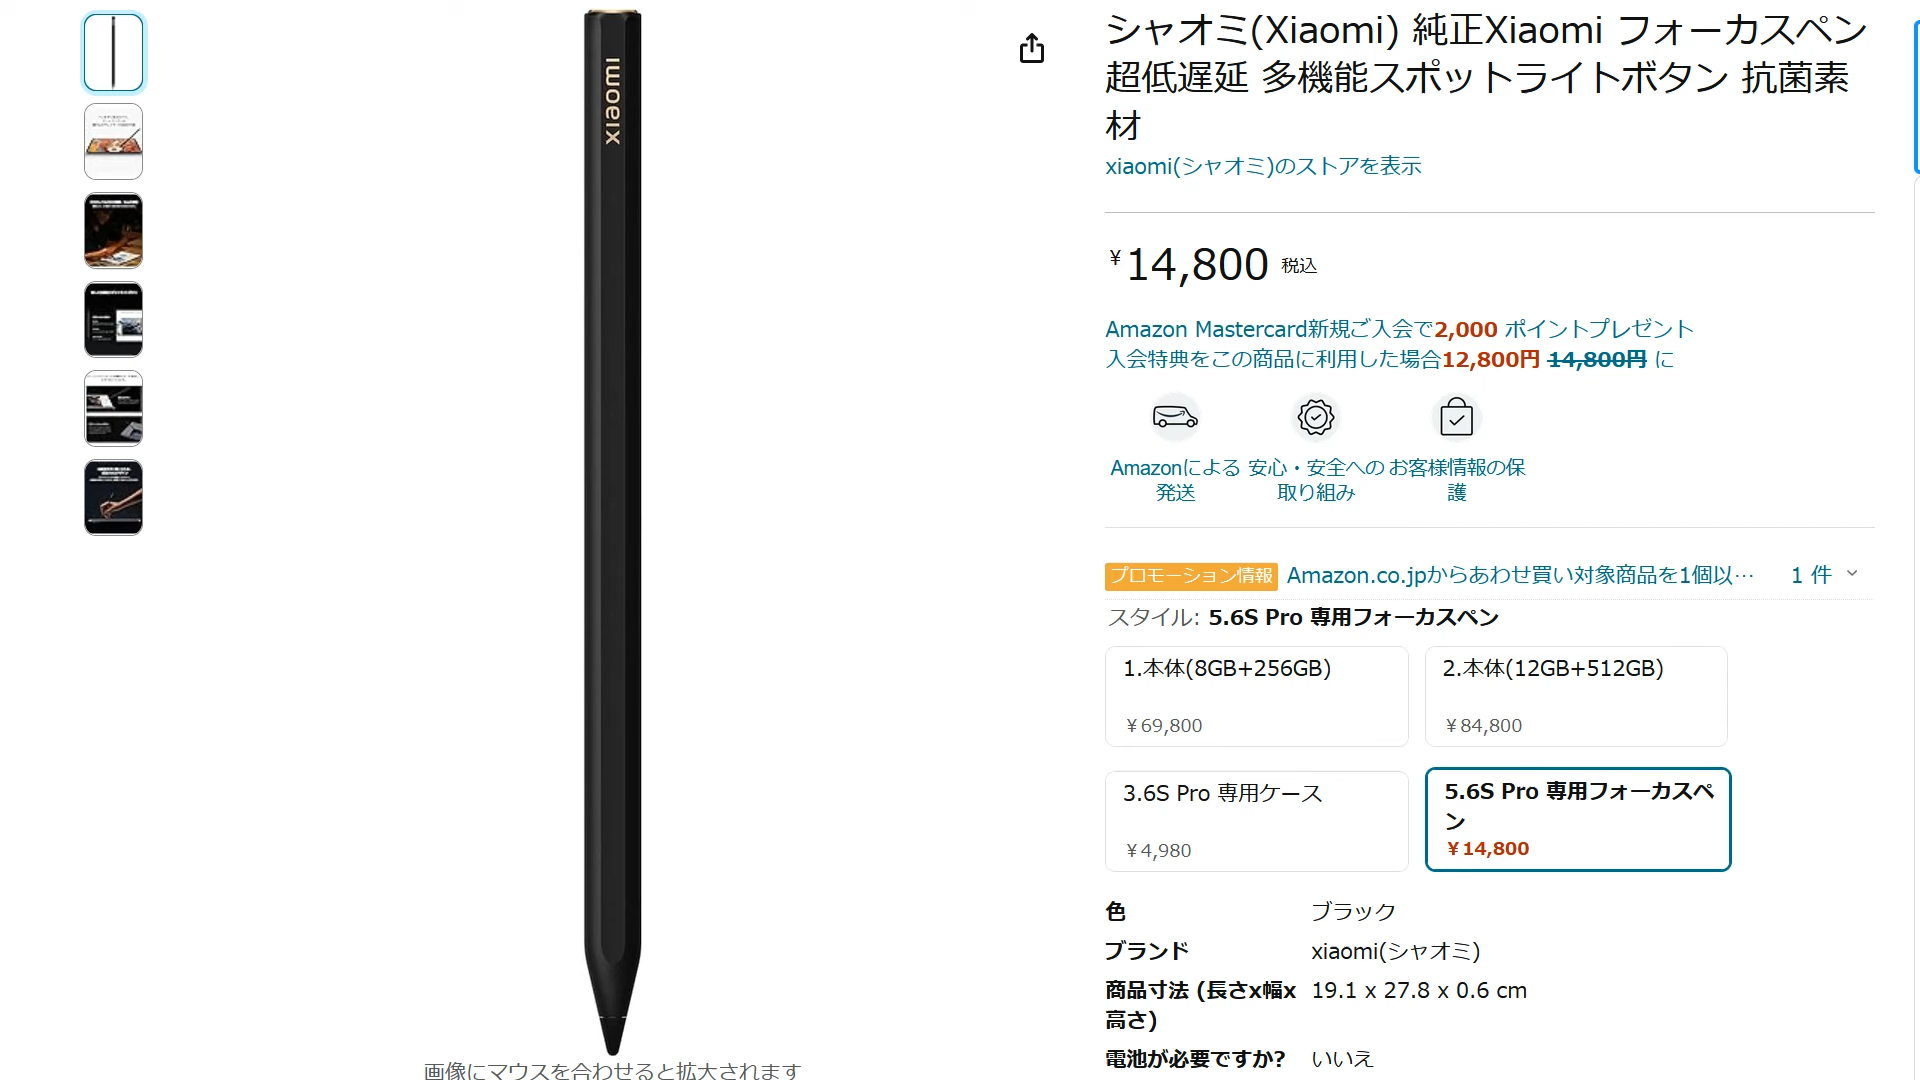 xiaomi
画像にマウスを合わせると拡大されます
シャオミ(Xiaomi) 純正Xiaomi フォーカスペン
超低遅延 多機能スポットライトボタン 抗菌素
材
xiaomi(シャオミ)のストアを表示
¥14,800 税込
Amazon Mastercard新規ご入会で2,000 ポイントプレゼント
入会特典をこの商品に利用した場合12,800円 14,800円 に
Amazonによる
発送
安心・安全への
取り組み
お客様情報の保
護
プロモーション情報 Amazon.co.jpからあわせ買い対象商品を1個以… 1 件
スタイル: 5.6S Pro 専用フォーカスペン
1.本体(8GB+256GB)
¥69,800
2.本体(12GB+512GB)
¥84,800
3.6S Pro 専用ケース
¥4,980
5.6S Pro 専用フォーカスペ
ン
¥14,800
色 ブラック
ブランド xiaomi(シャオミ)
商品寸法 (長さx幅x 19.1 x 27.8 x 0.6 cm
高さ)
電池が必要ですか? いいえ